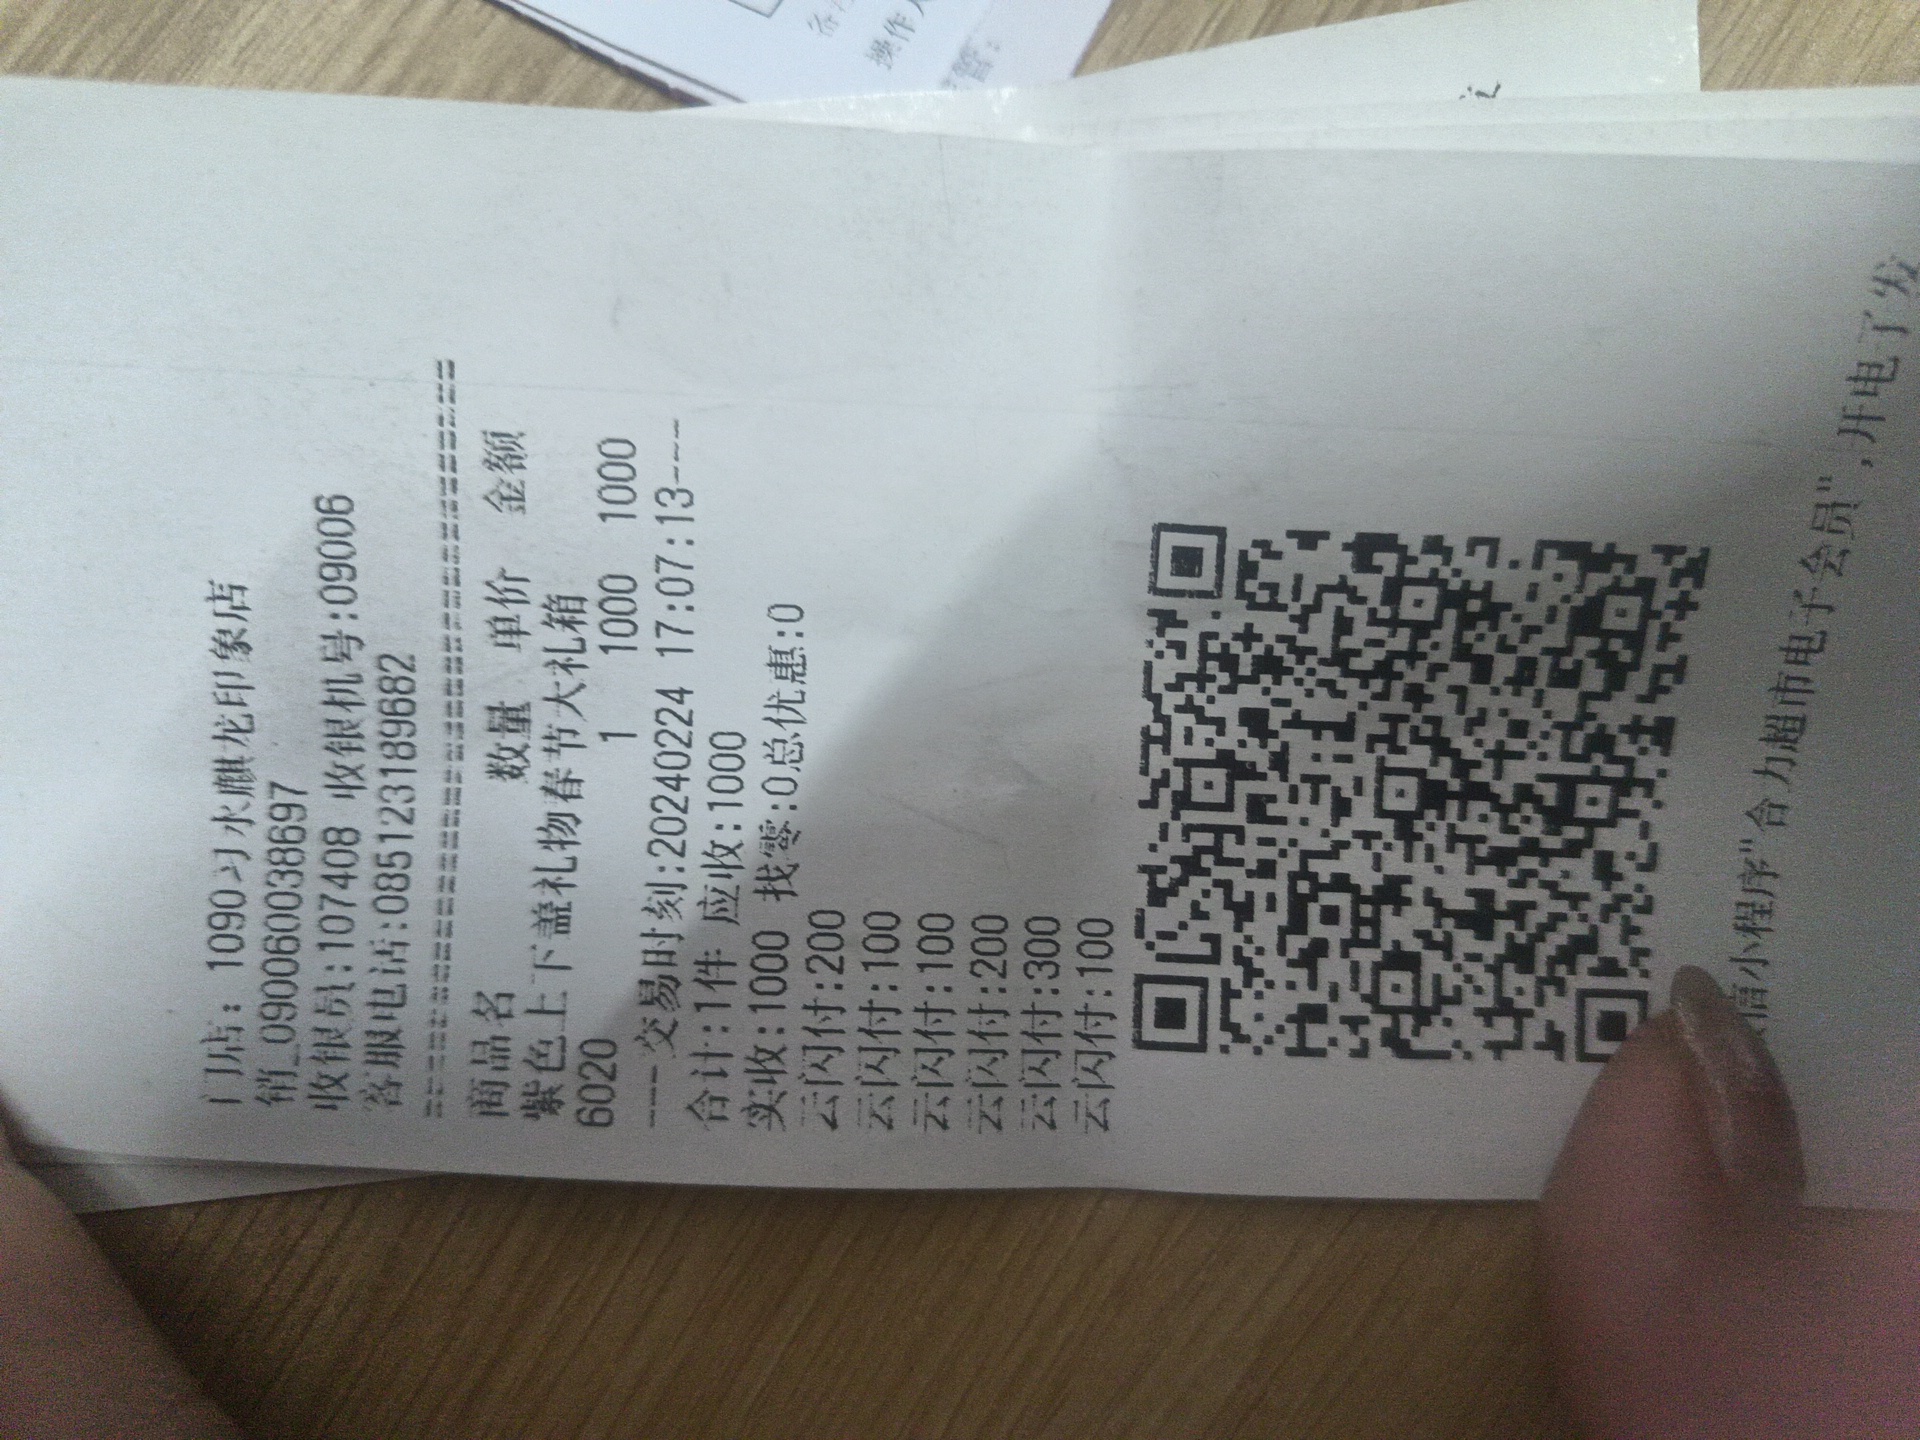 门店: 1090习水麒龙印象店
销_090060038697
收银员:107408 收银机号:09006
客服电话:085123189682
========================================
商品名 数量 单价 金额
紫色上下盖礼物春节大礼箱
6020 1 1000 1000
---交易时刻:20240224 17:07:13---
合计:1件 应收:1000
实收:1000 找零:0总优惠:0
云闪付:200
云闪付:100
云闪付:100
云闪付:200
云闪付:300
云闪付:100
信小程序"合力超市电子会员",开电子发
操作